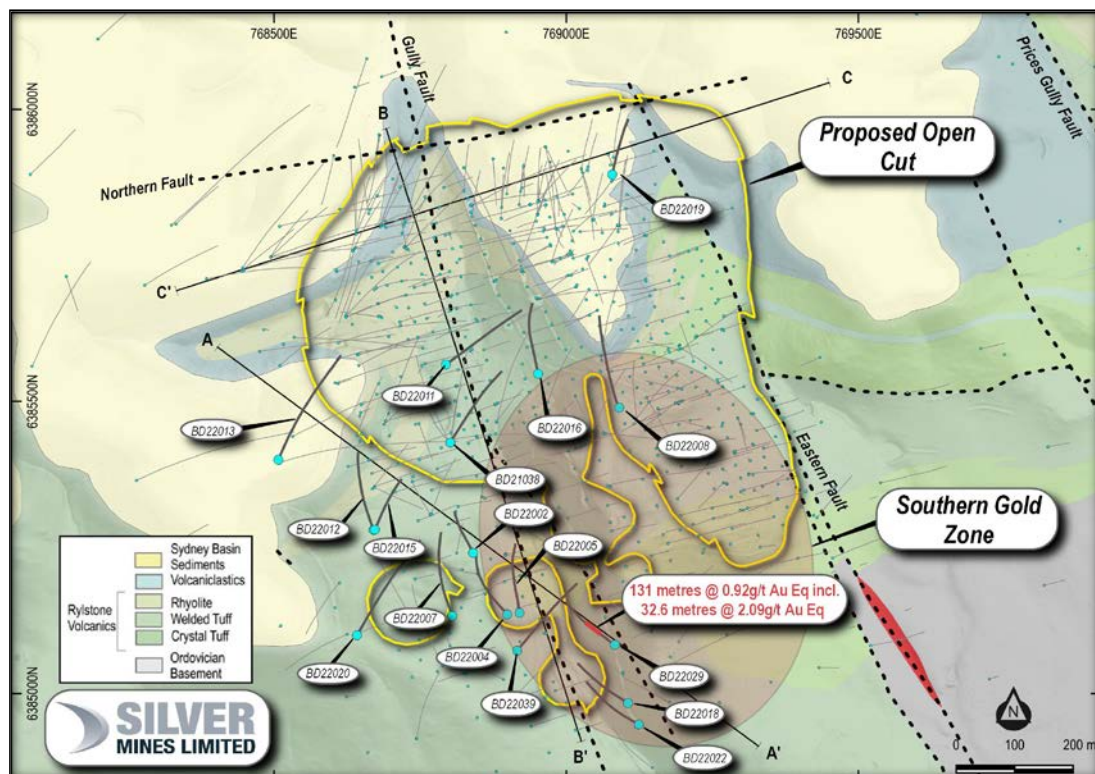 768500E
769000E
769500E
6386000N
6385500N
6385000N
Gully Fault
Prices Gully Fault
B
C
Northern Fault
Proposed Open
Cut
BD22019
C'
A
BD22011
BD22016
BD22008
BD22013
BD21038
Eastern Fault
BD22002
Southern Gold
Zone
BD22012
BD22015
BD22005
131 metres @ 0.92g/t Au Eq incl.
32.6 metres @ 2.09g/t Au Eq
BD22007
BD22004
BD22020
BD22029
BD22039
BD22018
BD22022
B'
A'
Sydney Basin
Sediments
Volcaniclastics
Rylstone
Volcanics
Rhyolite
Welded Tuff
Crystal Tuff
Ordovician
Basement
SILVER
MINES LIMITED
N
0 100 200 m